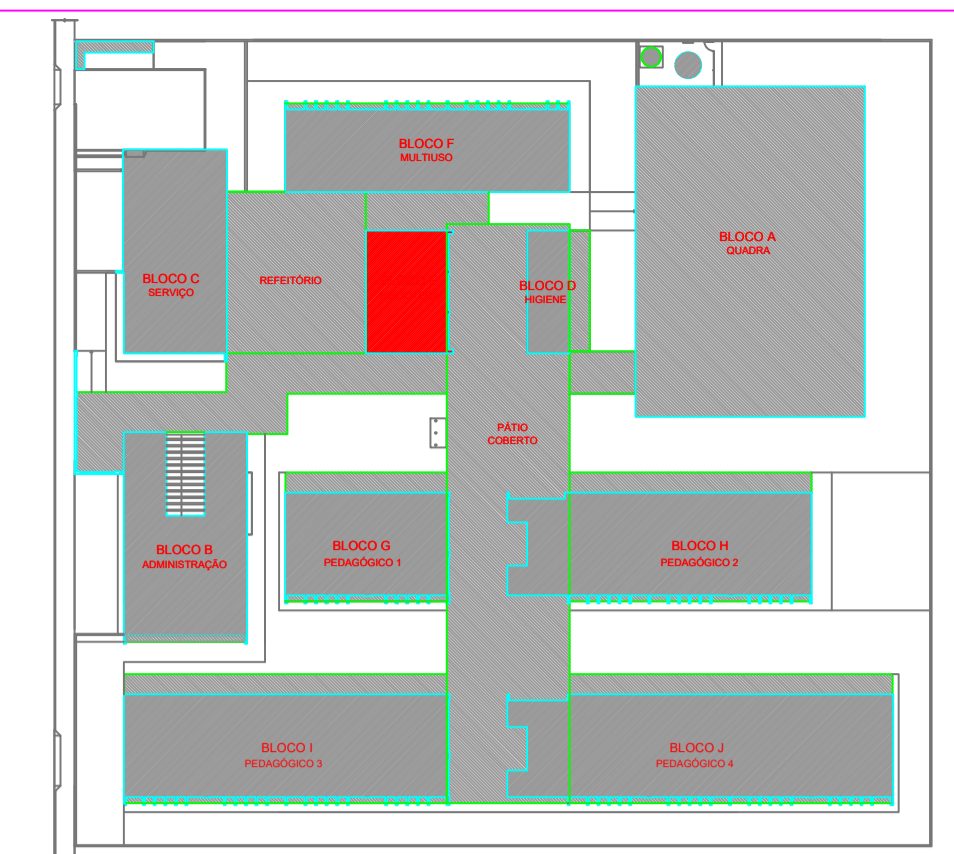 BLOCO F
MULTIUSO
BLOCO A
QUADRA
BLOCO C
SERVIÇO
REFEITÓRIO
BLOCO D
HIGIENE
PÁTIO
COBERTO
BLOCO B
ADMINISTRAÇÃO
BLOCO G
PEDAGÓGICO 1
BLOCO H
PEDAGÓGICO 2
BLOCO I
PEDAGÓGICO 3
BLOCO J
PEDAGÓGICO 4